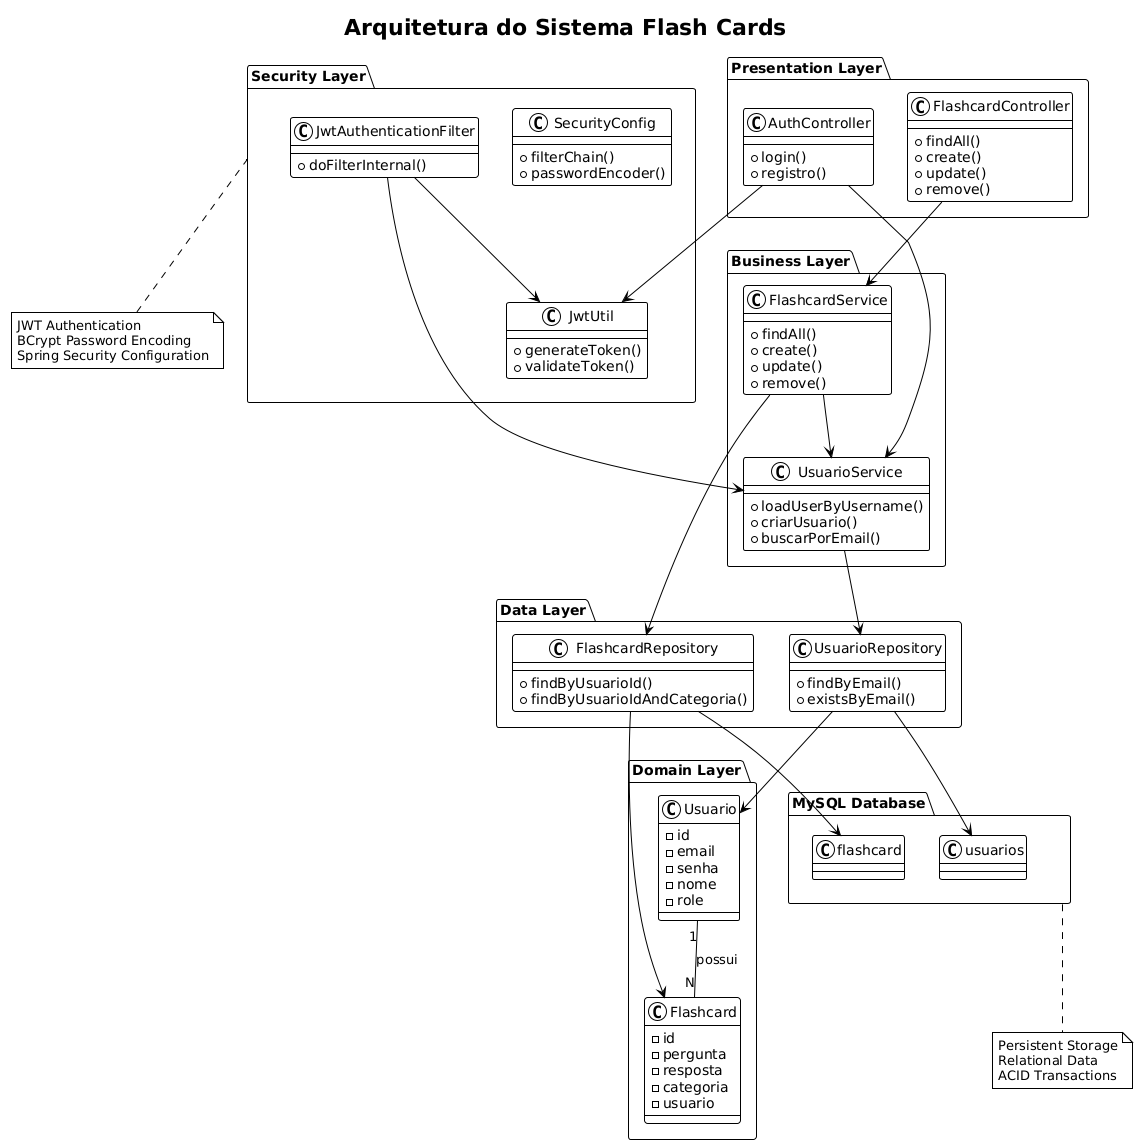 Arquitetura do Sistema Flash Cards
Security Layer
C JwtAuthenticationFilter
doFilterInternal()
C SecurityConfig
filterChain()
passwordEncoder()
C JwtUtil
generateToken()
validateToken()
JWT Authentication
BCrypt Password Encoding
Spring Security Configuration
Presentation Layer
C AuthController
login()
registro()
C FlashcardController
findAll()
create()
update()
remove()
Business Layer
C FlashcardService
findAll()
create()
update()
remove()
C UsuarioService
loadUserByUsername()
criarUsuario()
buscarPorEmail()
Data Layer
C FlashcardRepository
findByUsuarioId()
findByUsuarioIdAndCategoria()
C UsuarioRepository
findByEmail()
existsByEmail()
Domain Layer
C Usuario
id
email
senha
nome
role
1
possui
N
C Flashcard
id
pergunta
resposta
categoria
usuario
MySQL Database
C flashcard
C usuarios
Persistent Storage
Relational Data
ACID Transactions